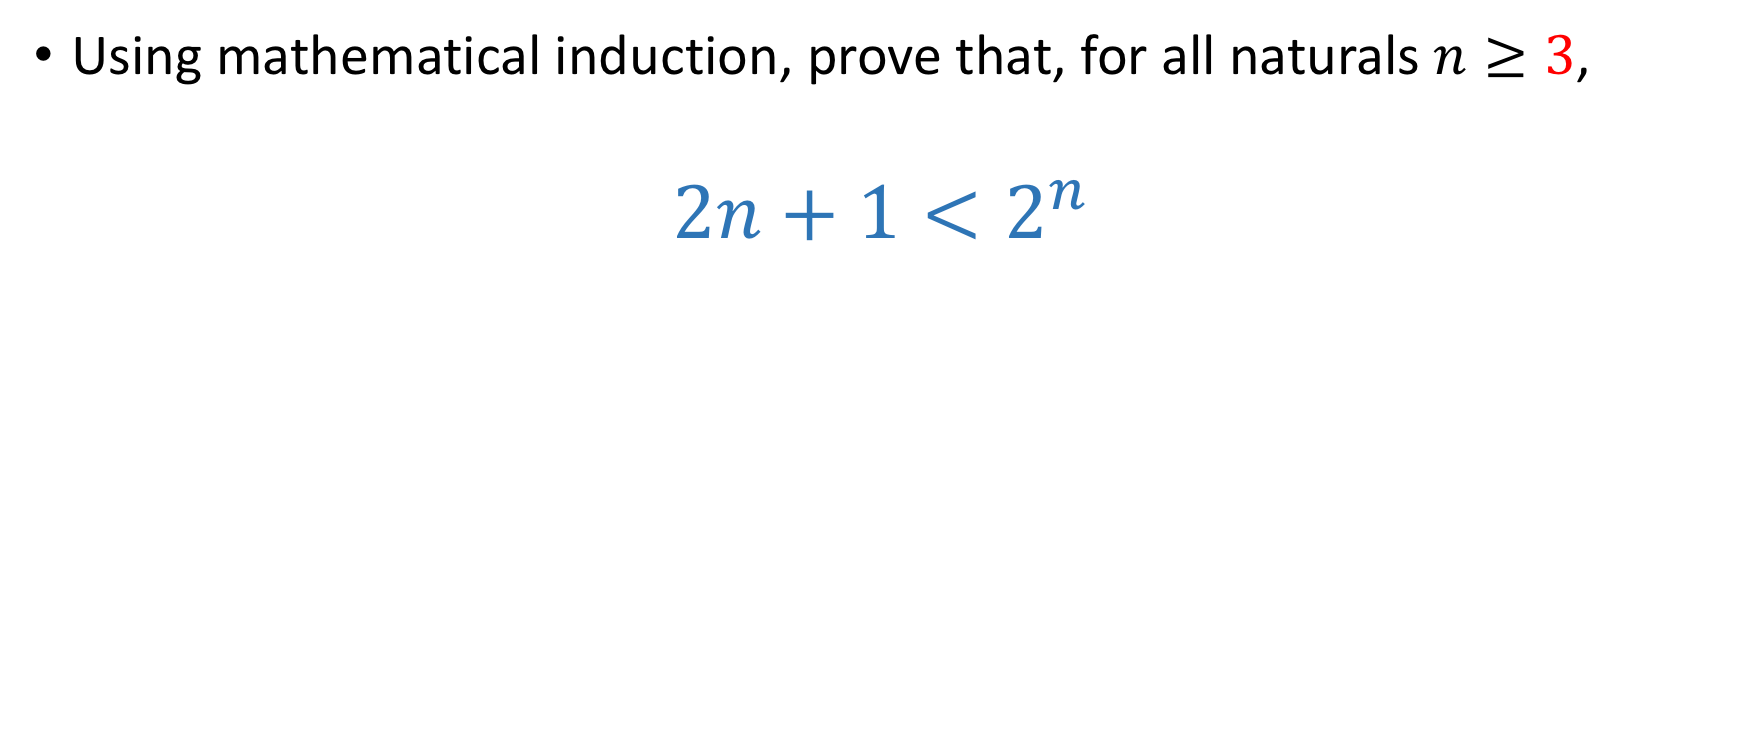 • Using mathematical induction, prove that, for all naturals 𝑛 ≥ 3,
2𝑛 + 1 < 2ⁿ